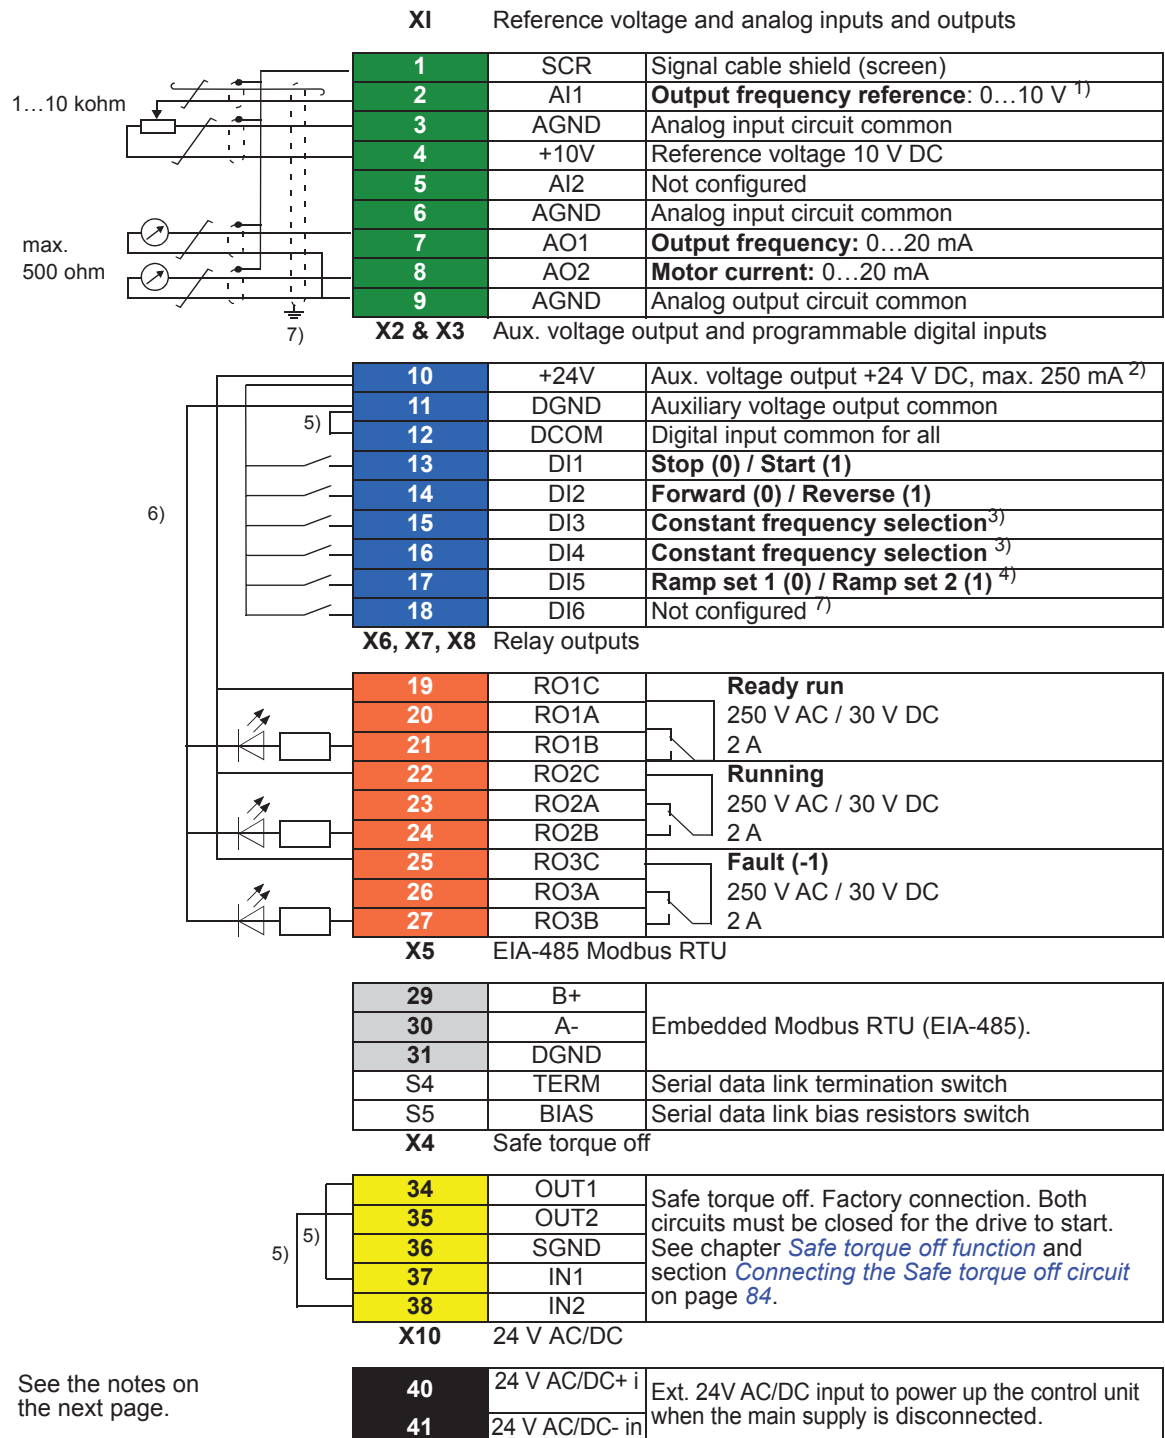 XI Reference voltage and analog inputs and outputs
1…10 kohm
1 SCR Signal cable shield (screen)
2 AI1 Output frequency reference: 0…10 V 1)
3 AGND Analog input circuit common
4 +10V Reference voltage 10 V DC
5 AI2 Not configured
6 AGND Analog input circuit common
max.
500 ohm
7 AO1 Output frequency: 0…20 mA
8 AO2 Motor current: 0…20 mA
9 AGND Analog output circuit common
7)
X2 & X3 Aux. voltage output and programmable digital inputs
10 +24V Aux. voltage output +24 V DC, max. 250 mA 2)
11 DGND Auxiliary voltage output common
5)
12 DCOM Digital input common for all
13 DI1 Stop (0) / Start (1)
14 DI2 Forward (0) / Reverse (1)
6)
15 DI3 Constant frequency selection3)
16 DI4 Constant frequency selection 3)
17 DI5 Ramp set 1 (0) / Ramp set 2 (1) 4)
18 DI6 Not configured 7)
X6, X7, X8 Relay outputs
19 RO1C Ready run
20 RO1A 250 V AC / 30 V DC
21 RO1B 2 A
22 RO2C Running
23 RO2A 250 V AC / 30 V DC
24 RO2B 2 A
25 RO3C Fault (-1)
26 RO3A 250 V AC / 30 V DC
27 RO3B 2 A
X5 EIA-485 Modbus RTU
29 B+
30 A- Embedded Modbus RTU (EIA-485).
31 DGND
S4 TERM Serial data link termination switch
S5 BIAS Serial data link bias resistors switch
X4 Safe torque off
34 OUT1
35 OUT2
36 SGND
37 IN1
38 IN2
5)
5)
Safe torque off. Factory connection. Both
circuits must be closed for the drive to start.
See chapter Safe torque off function and
section Connecting the Safe torque off circuit
on page 84.
X10 24 V AC/DC
See the notes on
the next page.
40 24 V AC/DC+ i
41 24 V AC/DC- in
Ext. 24V AC/DC input to power up the control unit
when the main supply is disconnected.